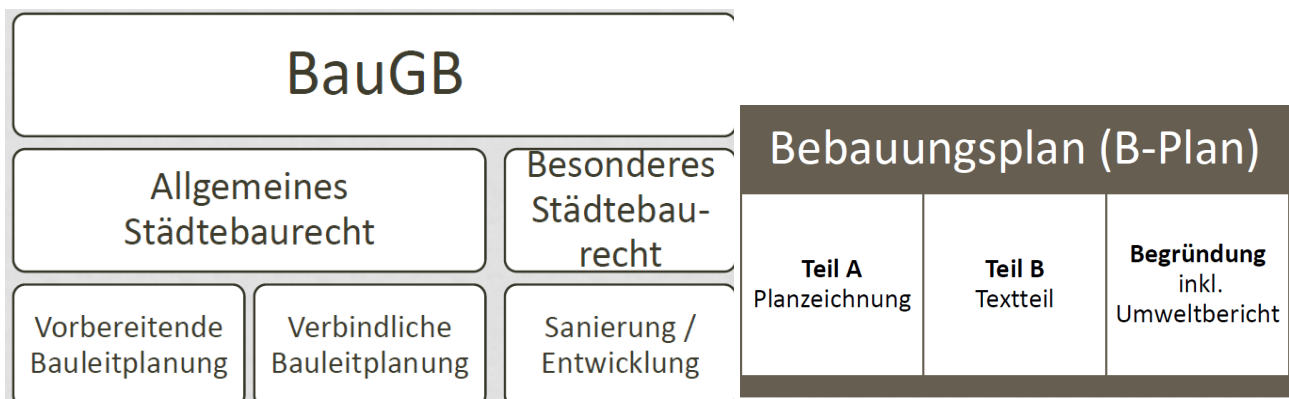 BauGB
Allgemeines
Städtebaurecht
Besonderes
Städtebau-
recht
Vorbereitende
Bauleitplanung
Verbindliche
Bauleitplanung
Sanierung /
Entwicklung
Bebauungsplan (B-Plan)
Teil A
Planzeichnung
Teil B
Textteil
Begründung
inkl.
Umweltbericht